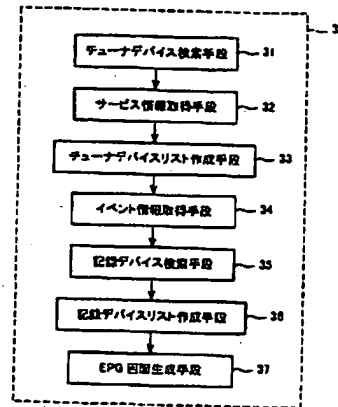 3
チューナデバイス検索手段 31
サービス情報取得手段 32
チューナデバイスリスト作成手段 33
イベント情報取得手段 34
記録デバイス検索手段 35
記録デバイスリスト作成手段 36
EPG 画面生成手段 37